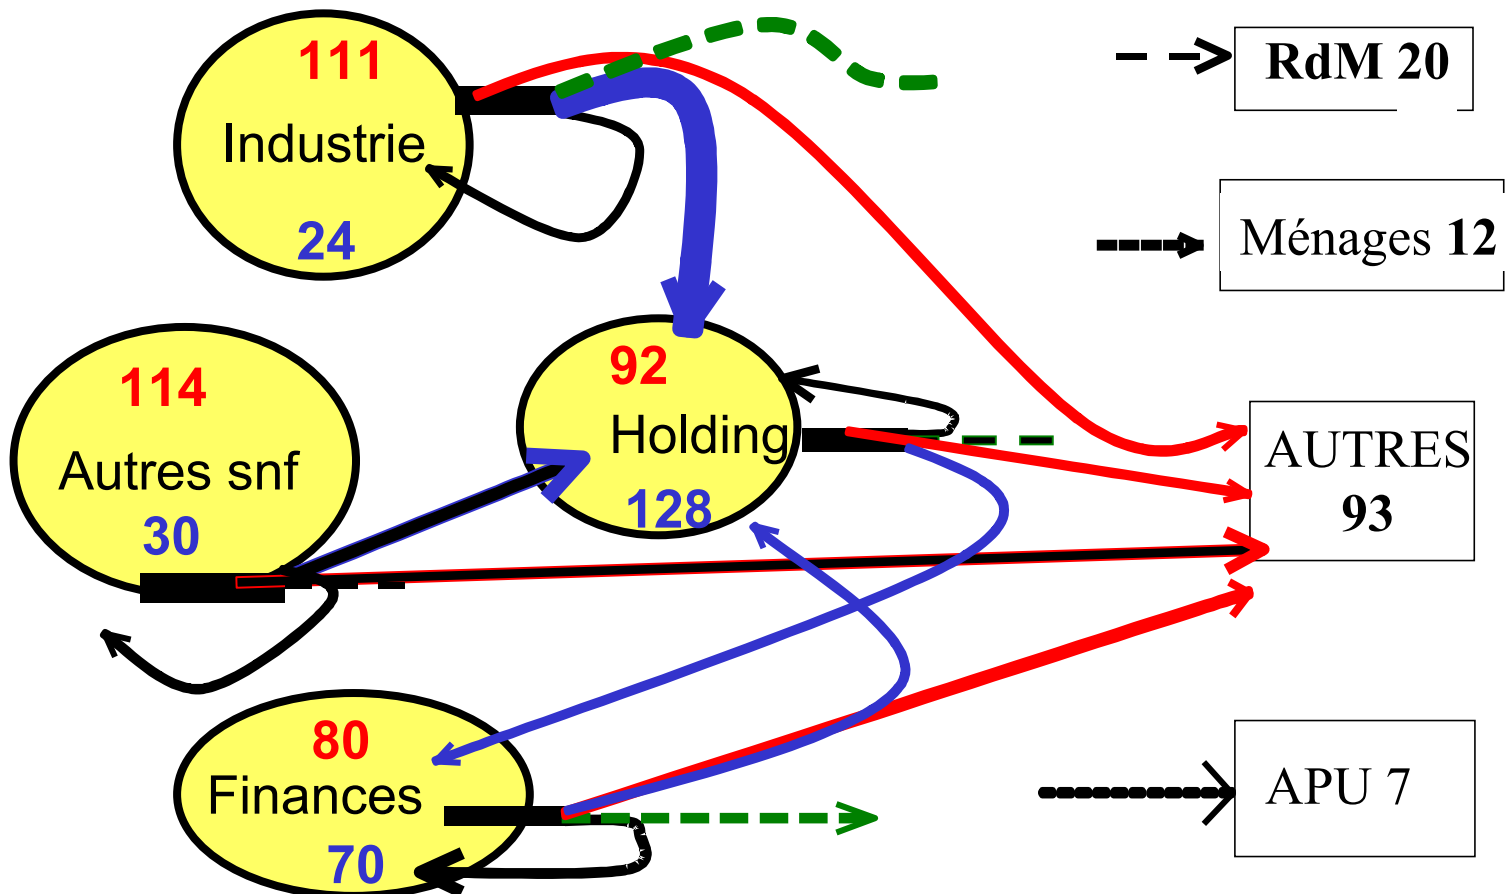 111
Industrie
24
RdM 20
Ménages 12
114
Autres snf
30
92
Holding
128
AUTRES
93
80
Finances
70
APU 7